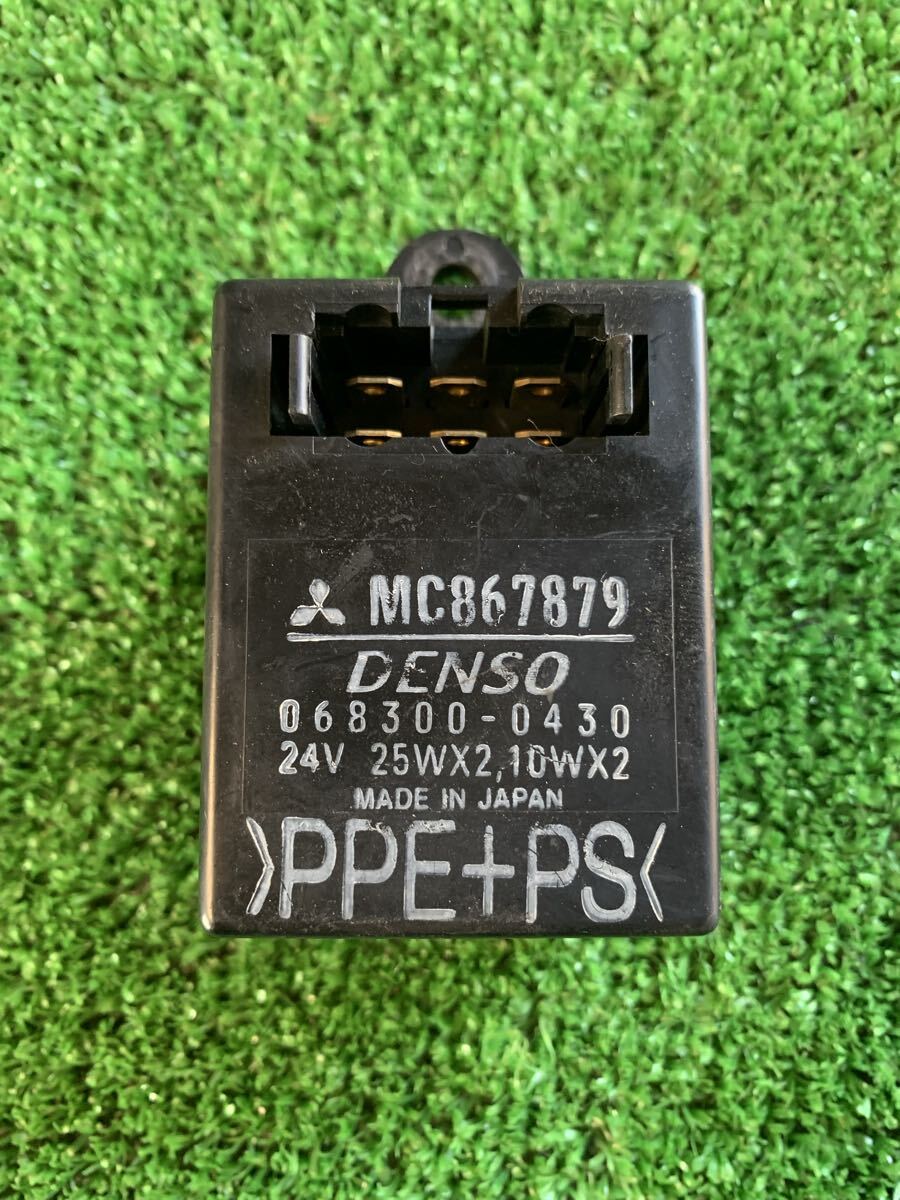 MC867879
DENSO
068300-0430
24V 25WX2,10WX2
MADE IN JAPAN
>PPE+PS<